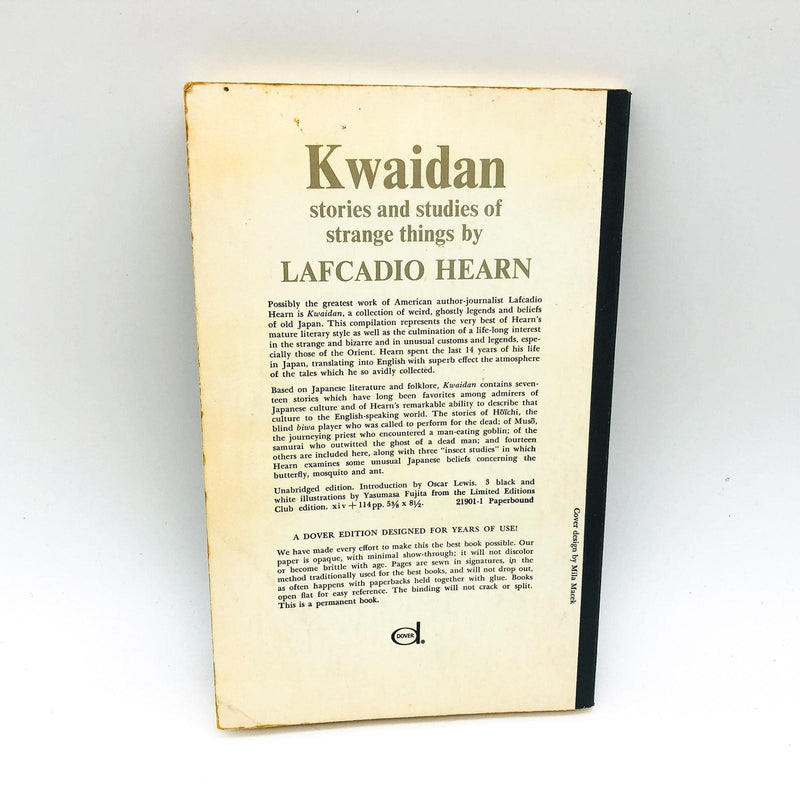 Kwaidan
stories and studies of
strange things by
LAFCADIO HEARN
Possibly the greatest work of American author-journalist Lafcadio
Hearn is Kwaidan, a collection of weird, ghostly legends and beliefs
of old Japan. This compilation represents the very best of Hearn's
mature literary style as well as the culmination of a life-long interest
in the strange and bizarre and in unusual customs and legends, espe-
cially those of the Orient. Hearn spent the last 14 years of his life
in Japan, translating into English with superb effect the atmosphere
of the tales which he so avidly collected.
Based on Japanese literature and folklore, Kwaidan contains seven-
teen stories which have long been favorites among admirers of
Japanese culture and of Hearn's remarkable ability to describe that
culture to the English-speaking world. The stories of Hōïchi, the
blind biwa player who was called to perform for the dead; of Musō,
the journeying priest who encountered a man-eating goblin; of the
samurai who outwitted the ghost of a dead man; and fourteen
others are included here, along with three "insect studies" in which
Hearn examines some unusual Japanese beliefs concerning the
butterfly, mosquito and ant.
Unabridged edition. Introduction by Oscar Lewis. 3 black and
white illustrations by Yasumasa Fujita from the Limited Editions
Club edition. xiv + 114pp. 5⅜ x 8½. 21901-1 Paperbound
A DOVER EDITION DESIGNED FOR YEARS OF USE!
We have made every effort to make this the best book possible. Our
paper is opaque, with minimal show-through; it will not discolor
or become brittle with age. Pages are sewn in signatures, in the
method traditionally used for the best books, and will not drop out,
as often happens with paperbacks held together with glue. Books
open flat for easy reference. The binding will not crack or split.
This is a permanent book.
d.
DOVER
Cover design by Mila Macek